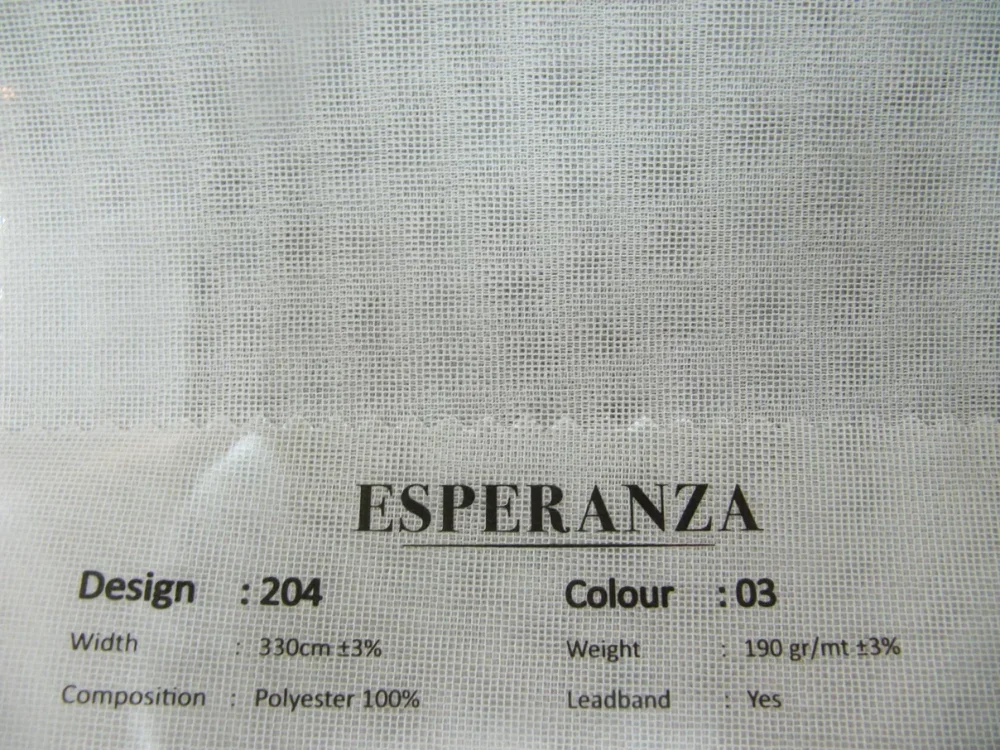 ESPERANZA
Design : 204 Colour : 03
Width : 330cm ±3% Weight : 190 gr/mt ±3%
Composition : Polyester 100% Leadband : Yes